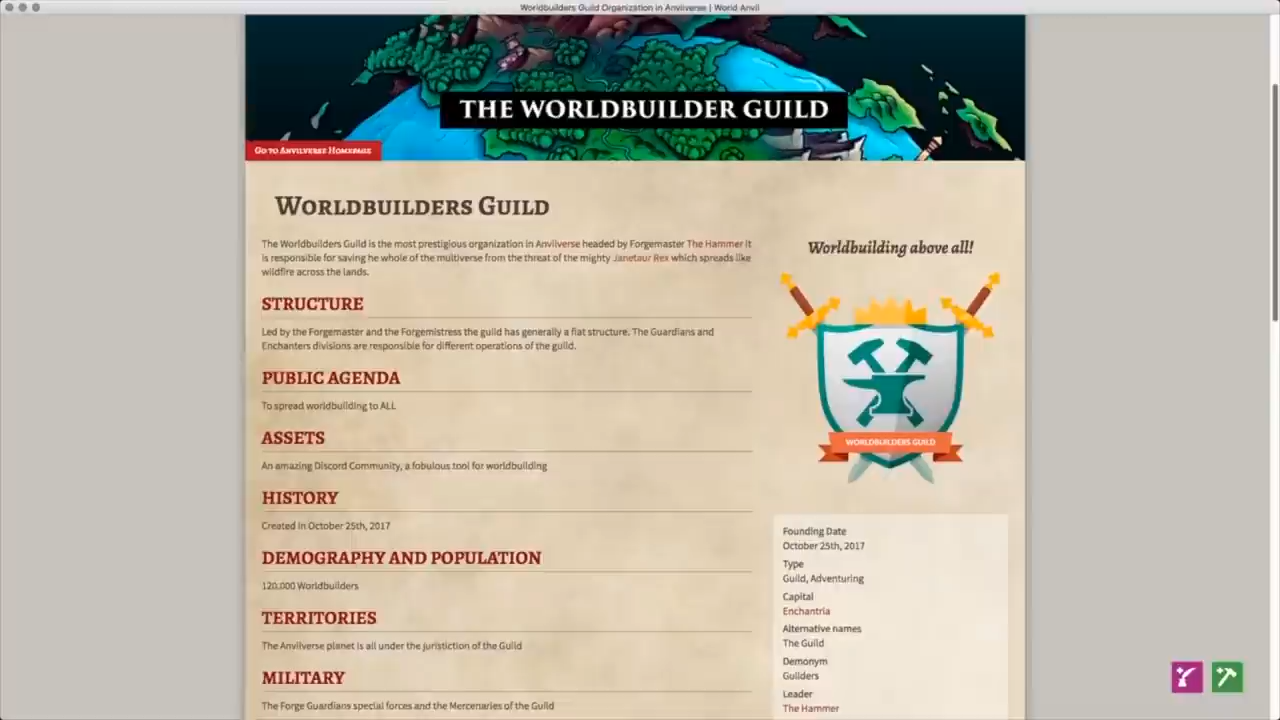 Worldbuilders Guild Organization in Anvilverse | World Anvil
THE WORLDBUILDER GUILD
Go to Anvilverse Homepage
Worldbuilders Guild
The Worldbuilders Guild is the most prestigious organization in Anvilverse headed by Forgemaster The Hammer It
is responsible for saving he whole of the multiverse from the threat of the mighty Janetaur Rex which spreads like
wildfire across the lands.
STRUCTURE
Led by the Forgemaster and the Forgemistress the guild has generally a flat structure. The Guardians and
Enchanters divisions are responsible for different operations of the guild.
PUBLIC AGENDA
To spread worldbuilding to ALL
ASSETS
An amazing Discord Community, a fobulous tool for worldbuilding
HISTORY
Created in October 25th, 2017
DEMOGRAPHY AND POPULATION
120.000 Worldbuilders
TERRITORIES
The Anvilverse planet is all under the juristiction of the Guild
MILITARY
The Forge Guardians special forces and the Mercenaries of the Guild
Worldbuilding above all!
WORLDBUILDERS GUILD
Founding Date
October 25th, 2017
Type
Guild, Adventuring
Capital
Enchantria
Alternative names
The Guild
Demonym
Guilders
Leader
The Hammer